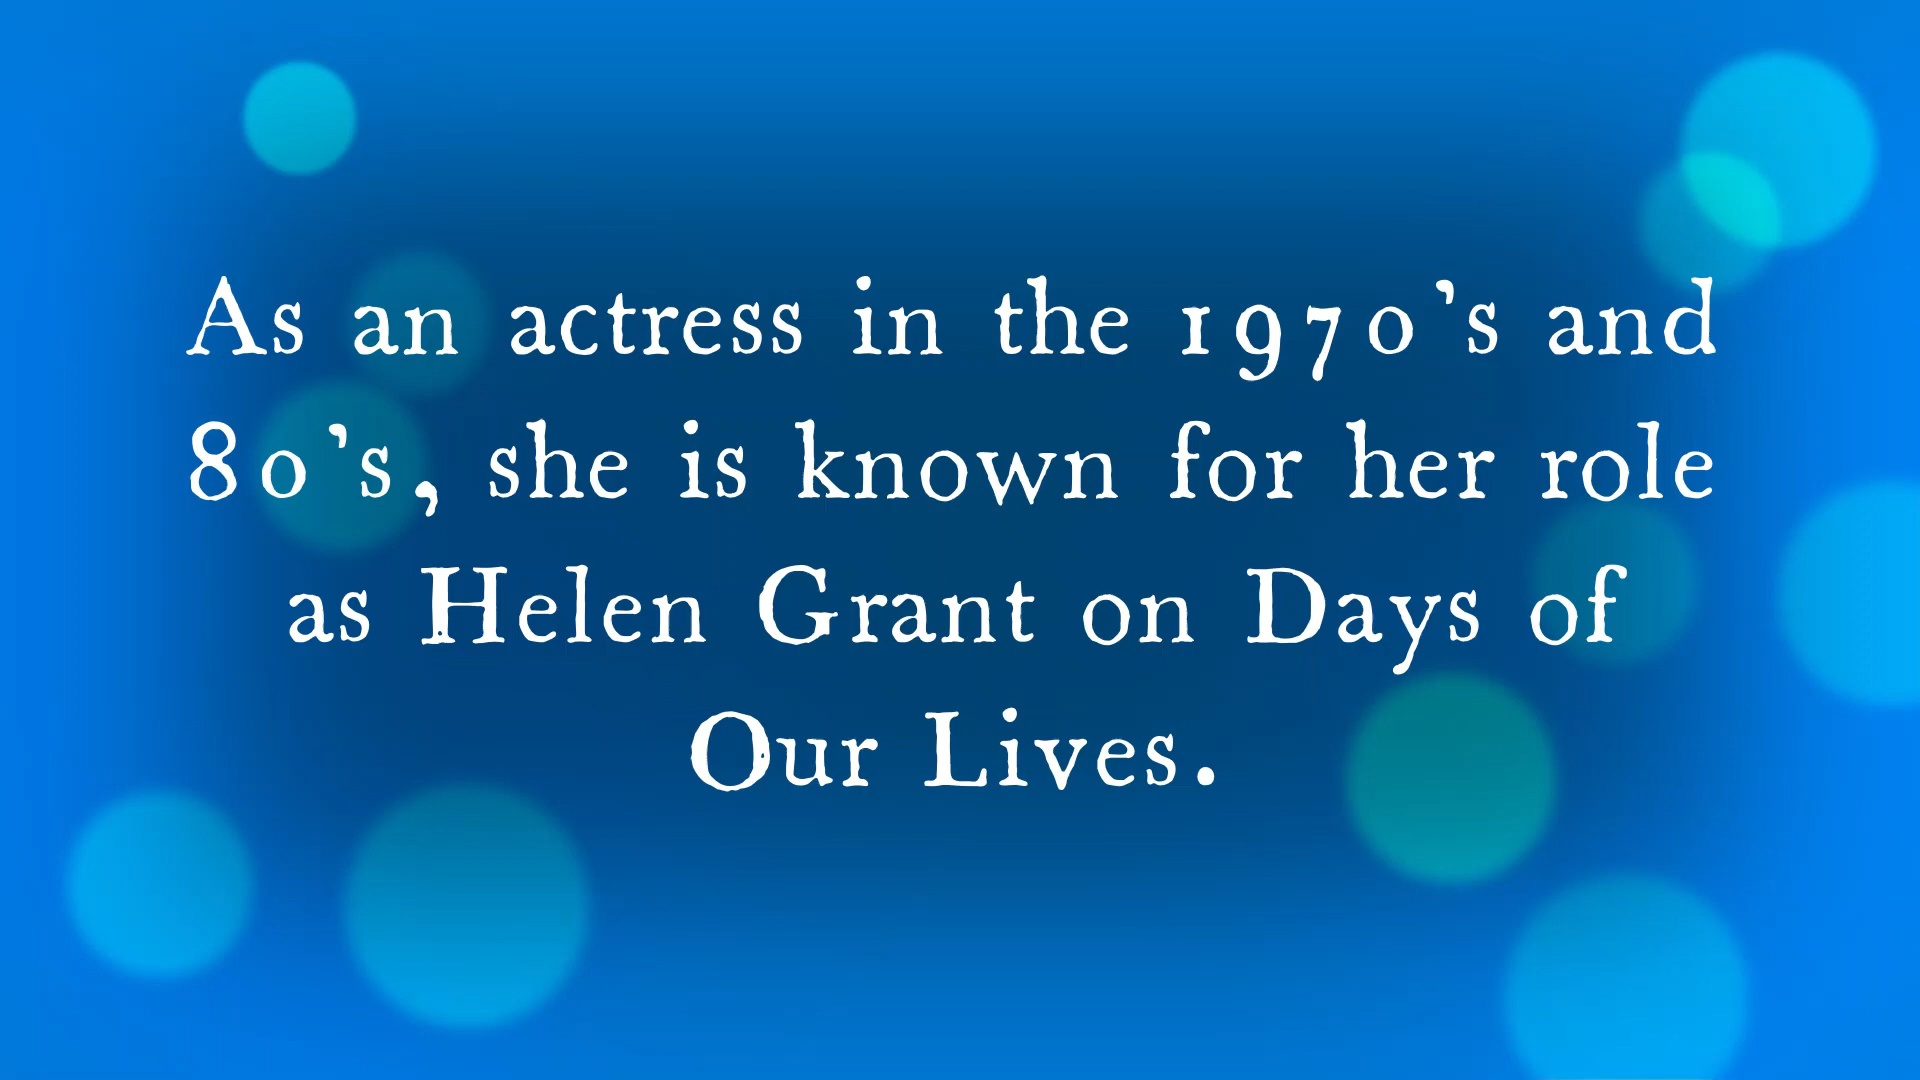 As an actress in the 1970's and
80's, she is known for her role
as Helen Grant on Days of
Our Lives.